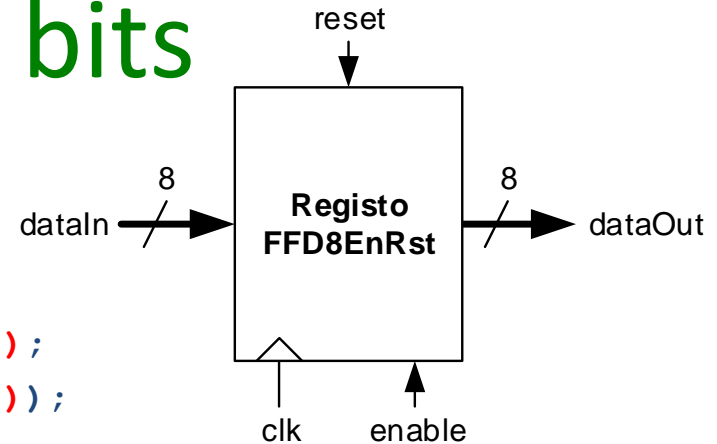 bits
reset
8
8
dataIn
Registo
FFD8EnRst
dataOut
);
));
clk
enable